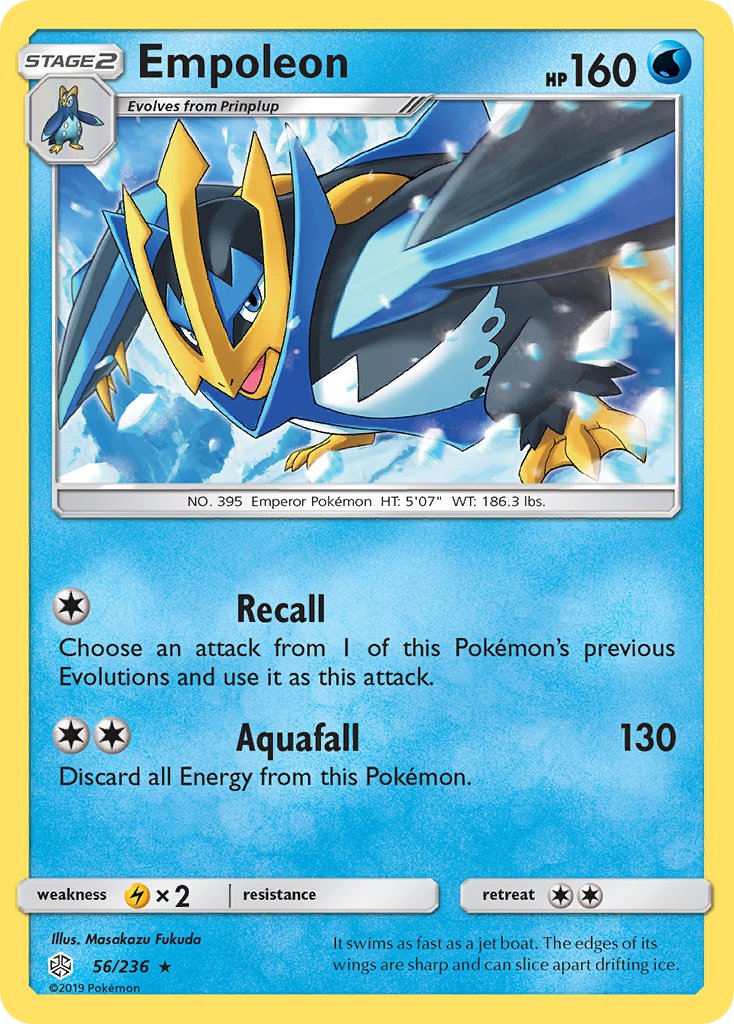 STAGE2 Empoleon HP 160
Evolves from Prinplup
NO. 395 Emperor Pokémon HT: 5'07" WT: 186.3 lbs.
Recall
Choose an attack from 1 of this Pokémon's previous
Evolutions and use it as this attack.
Aquafall 130
Discard all Energy from this Pokémon.
weakness ×2 resistance retreat
Illus. Masakazu Fukuda
56/236 ★
©2019 Pokémon
It swims as fast as a jet boat. The edges of its
wings are sharp and can slice apart drifting ice.